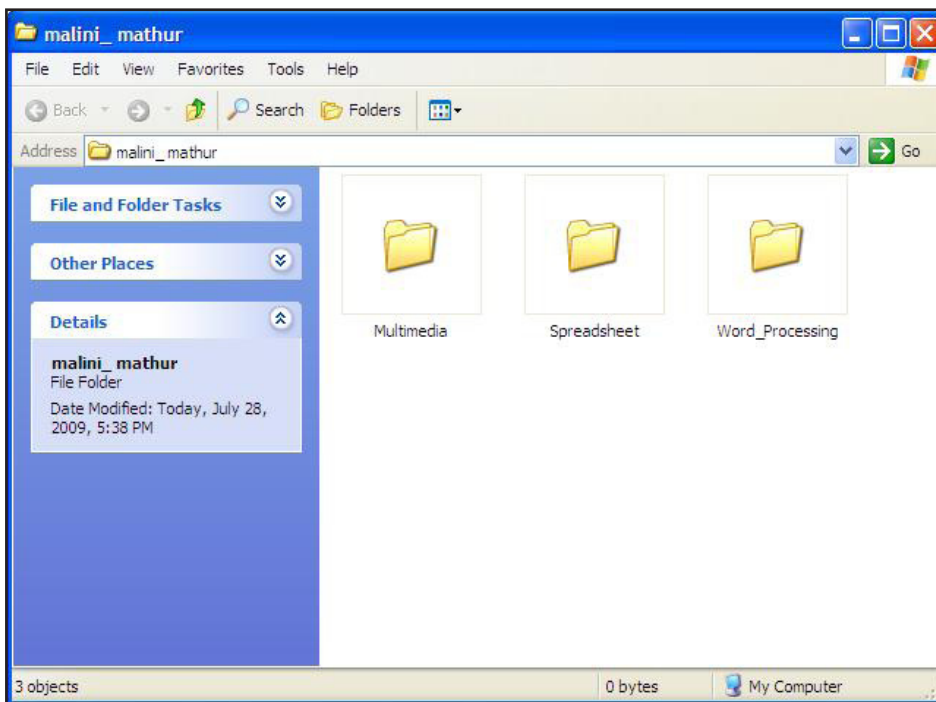 malini_ mathur
File Edit View Favorites Tools Help
Back Search Folders
Address malini_ mathur Go
File and Folder Tasks
Other Places
Details
malini_ mathur
File Folder
Date Modified: Today, July 28,
2009, 5:38 PM
Multimedia Spreadsheet Word_Processing
3 objects 0 bytes My Computer